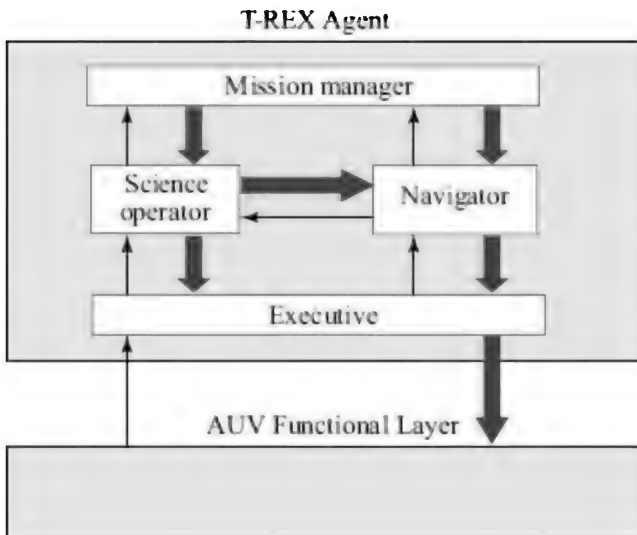 T-REX Agent
Mission manager
Science
operator
Navigator
Executive
AUV Functional Layer